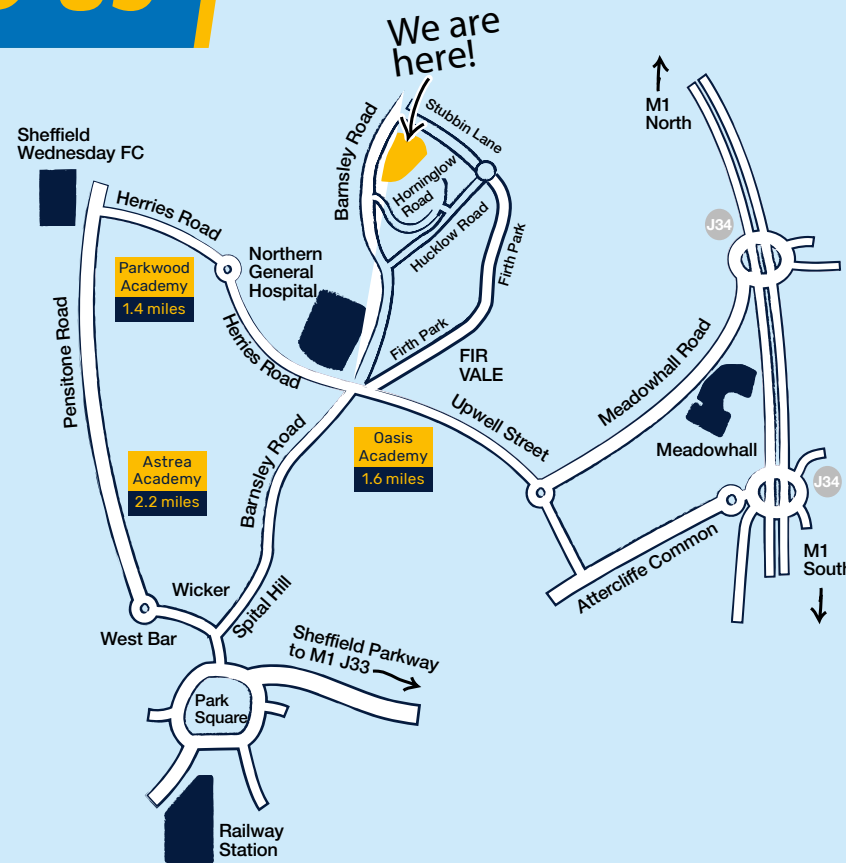 We are
here!
M1
North
Stubbin Lane
Barnsley Road
Sheffield
Wednesday FC
Horninglow
Road
Herries Road
J34
Hucklow Road
Firth Park
Northern
General
Hospital
Parkwood
Academy
1.4 miles
Pensitone Road
Herries Road
Firth Park
FIR
VALE
Meadowhall Road
Upwell Street
Barnsley Road
Oasis
Academy
1.6 miles
Meadowhall
Astrea
Academy
2.2 miles
J34
Attercliffe Common
M1
South
Wicker
Spital Hill
West Bar
Sheffield Parkway
to M1 J33
Park
Square
Railway
Station